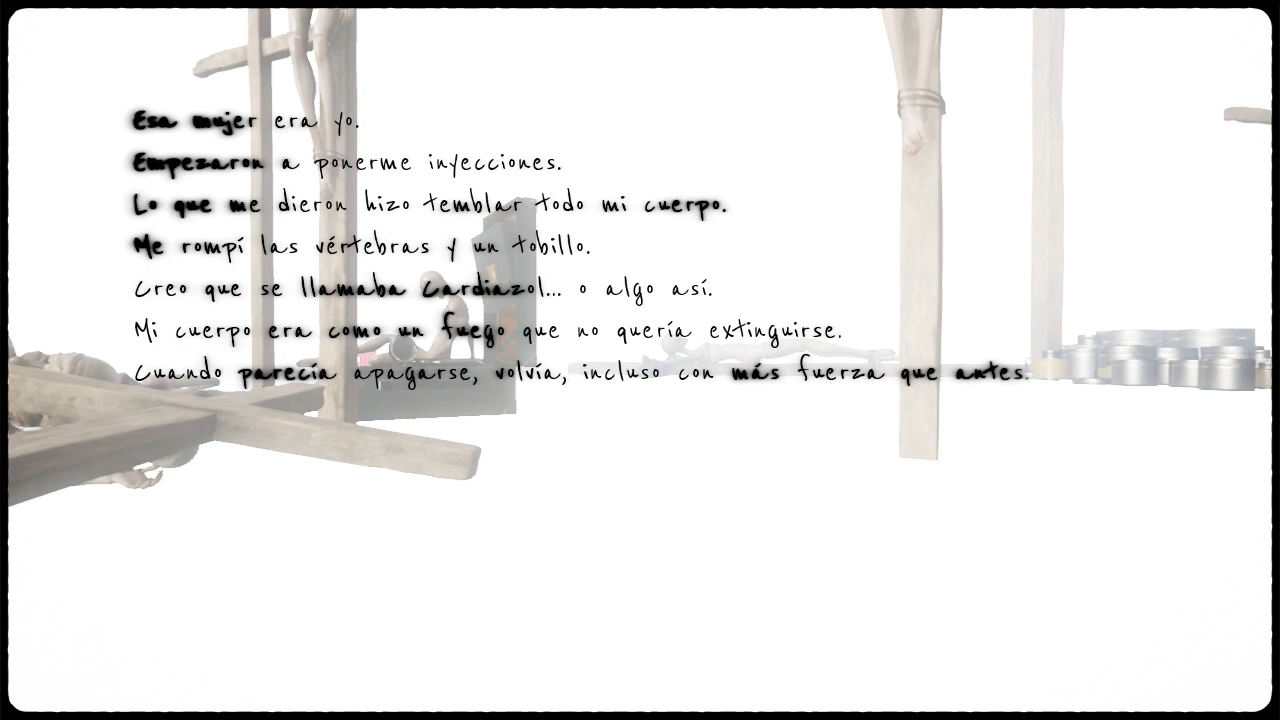 Esa mujer era yo.
Empezaron a ponerme inyecciones.
Lo que me dieron hizo temblar todo mi cuerpo.
Me rompí las vértebras y un tobillo.
Creo que se llamaba Cardiazol... o algo así.
Mi cuerpo era como un fuego que no quería extinguirse.
Cuando parecía apagarse, volvía, incluso con más fuerza que antes.